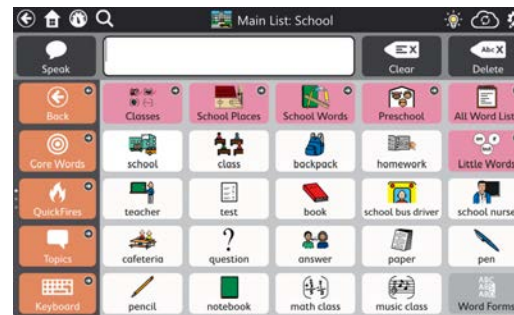 Main List: School
Speak
Clear
Abc X
Delete
Back
Classes
School Places
School Words
Preschool
All Word List
Core Words
school
class
backpack
homework
Little Words
QuickFires
teacher
test
book
school bus driver
school nurse
Topics
cafeteria
?
question
answer
paper
pen
Keyboard
pencil
notebook
math class
music class
Word Forms